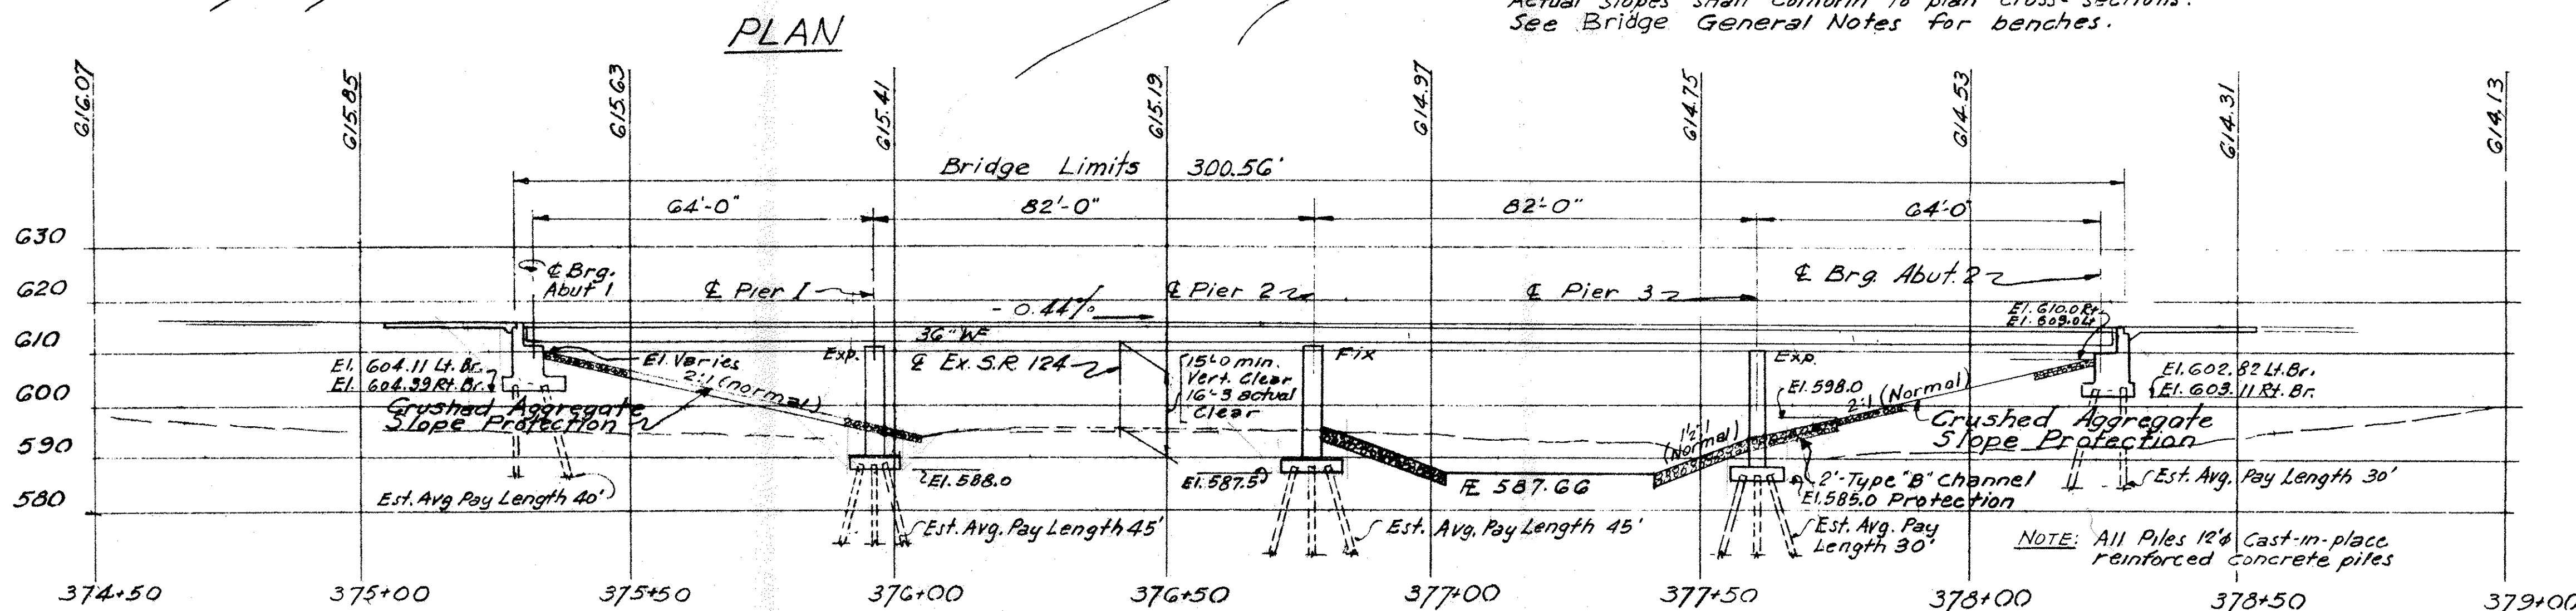 Actual slopes shall conform to plan cross-sections.
See Bridge General Notes for benches.
PLAN
616.07
615.85
615.63
615.41
615.19
614.97
614.75
614.53
614.31
614.13
Bridge Limits 300.56'
64'-0"
82'-0"
82'-0"
64'-0
630
620
610
600
590
580
℄ Brg.
Abut 1
℄ Pier 1
℄ Pier 2
℄ Pier 3
℄ Brg. Abut. 2
- 0.44%
36" WF
El. 610.0 Rt.
El. 609.0 Lt.
El. 604.11 Lt. Br.
El. 604.39 Rt. Br.
El. Varies
2:1 (normal)
Crushed Aggregate
Slope Protection
Exp.
℄ Ex. S.R. 124
15'-0 min.
Vert. Clear
16'-3 actual
Clear
Fix
Exp.
El. 598.0
2:1 (Normal)
El. 602.82 Lt. Br.
El. 603.11 Rt. Br.
Crushed Aggregate
Slope Protection
1½:1
(Normal)
Est. Avg Pay Length 40'
El. 588.0
El. 587.5
℄ 587.66
2'-Type "B" Channel
El. 585.0 Protection
Est. Avg. Pay Length 30'
Est. Avg. Pay Length 45'
Est. Avg. Pay Length 45'
Est. Avg. Pay
Length 30'
NOTE: All Piles 12"⌀ Cast-in-place
reinforced concrete piles
374+50
375+00
375+50
376+00
376+50
377+00
377+50
378+00
378+50
379+00